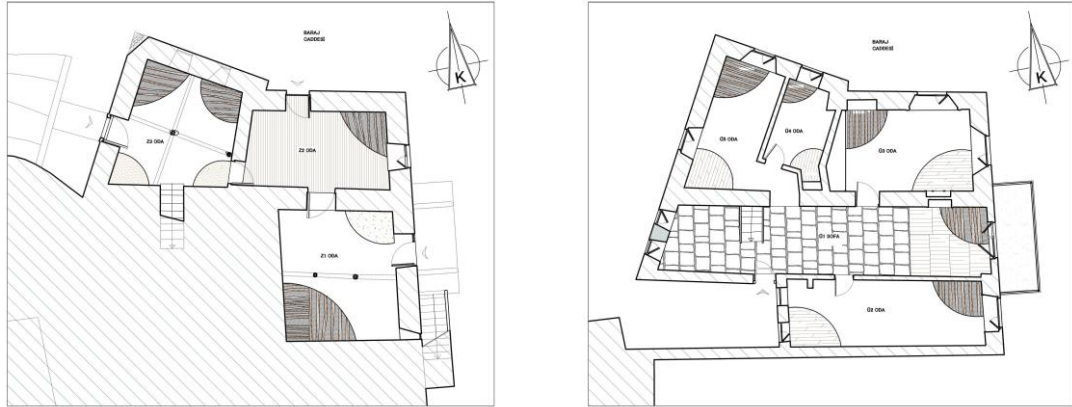 BARAJ
CADDESİ
K
Z3 ODA
Z2 ODA
Z1 ODA
BARAJ
CADDESİ
K
Ü5 ODA
Ü4 ODA
Ü3 ODA
Ü1 SOFA
Ü2 ODA